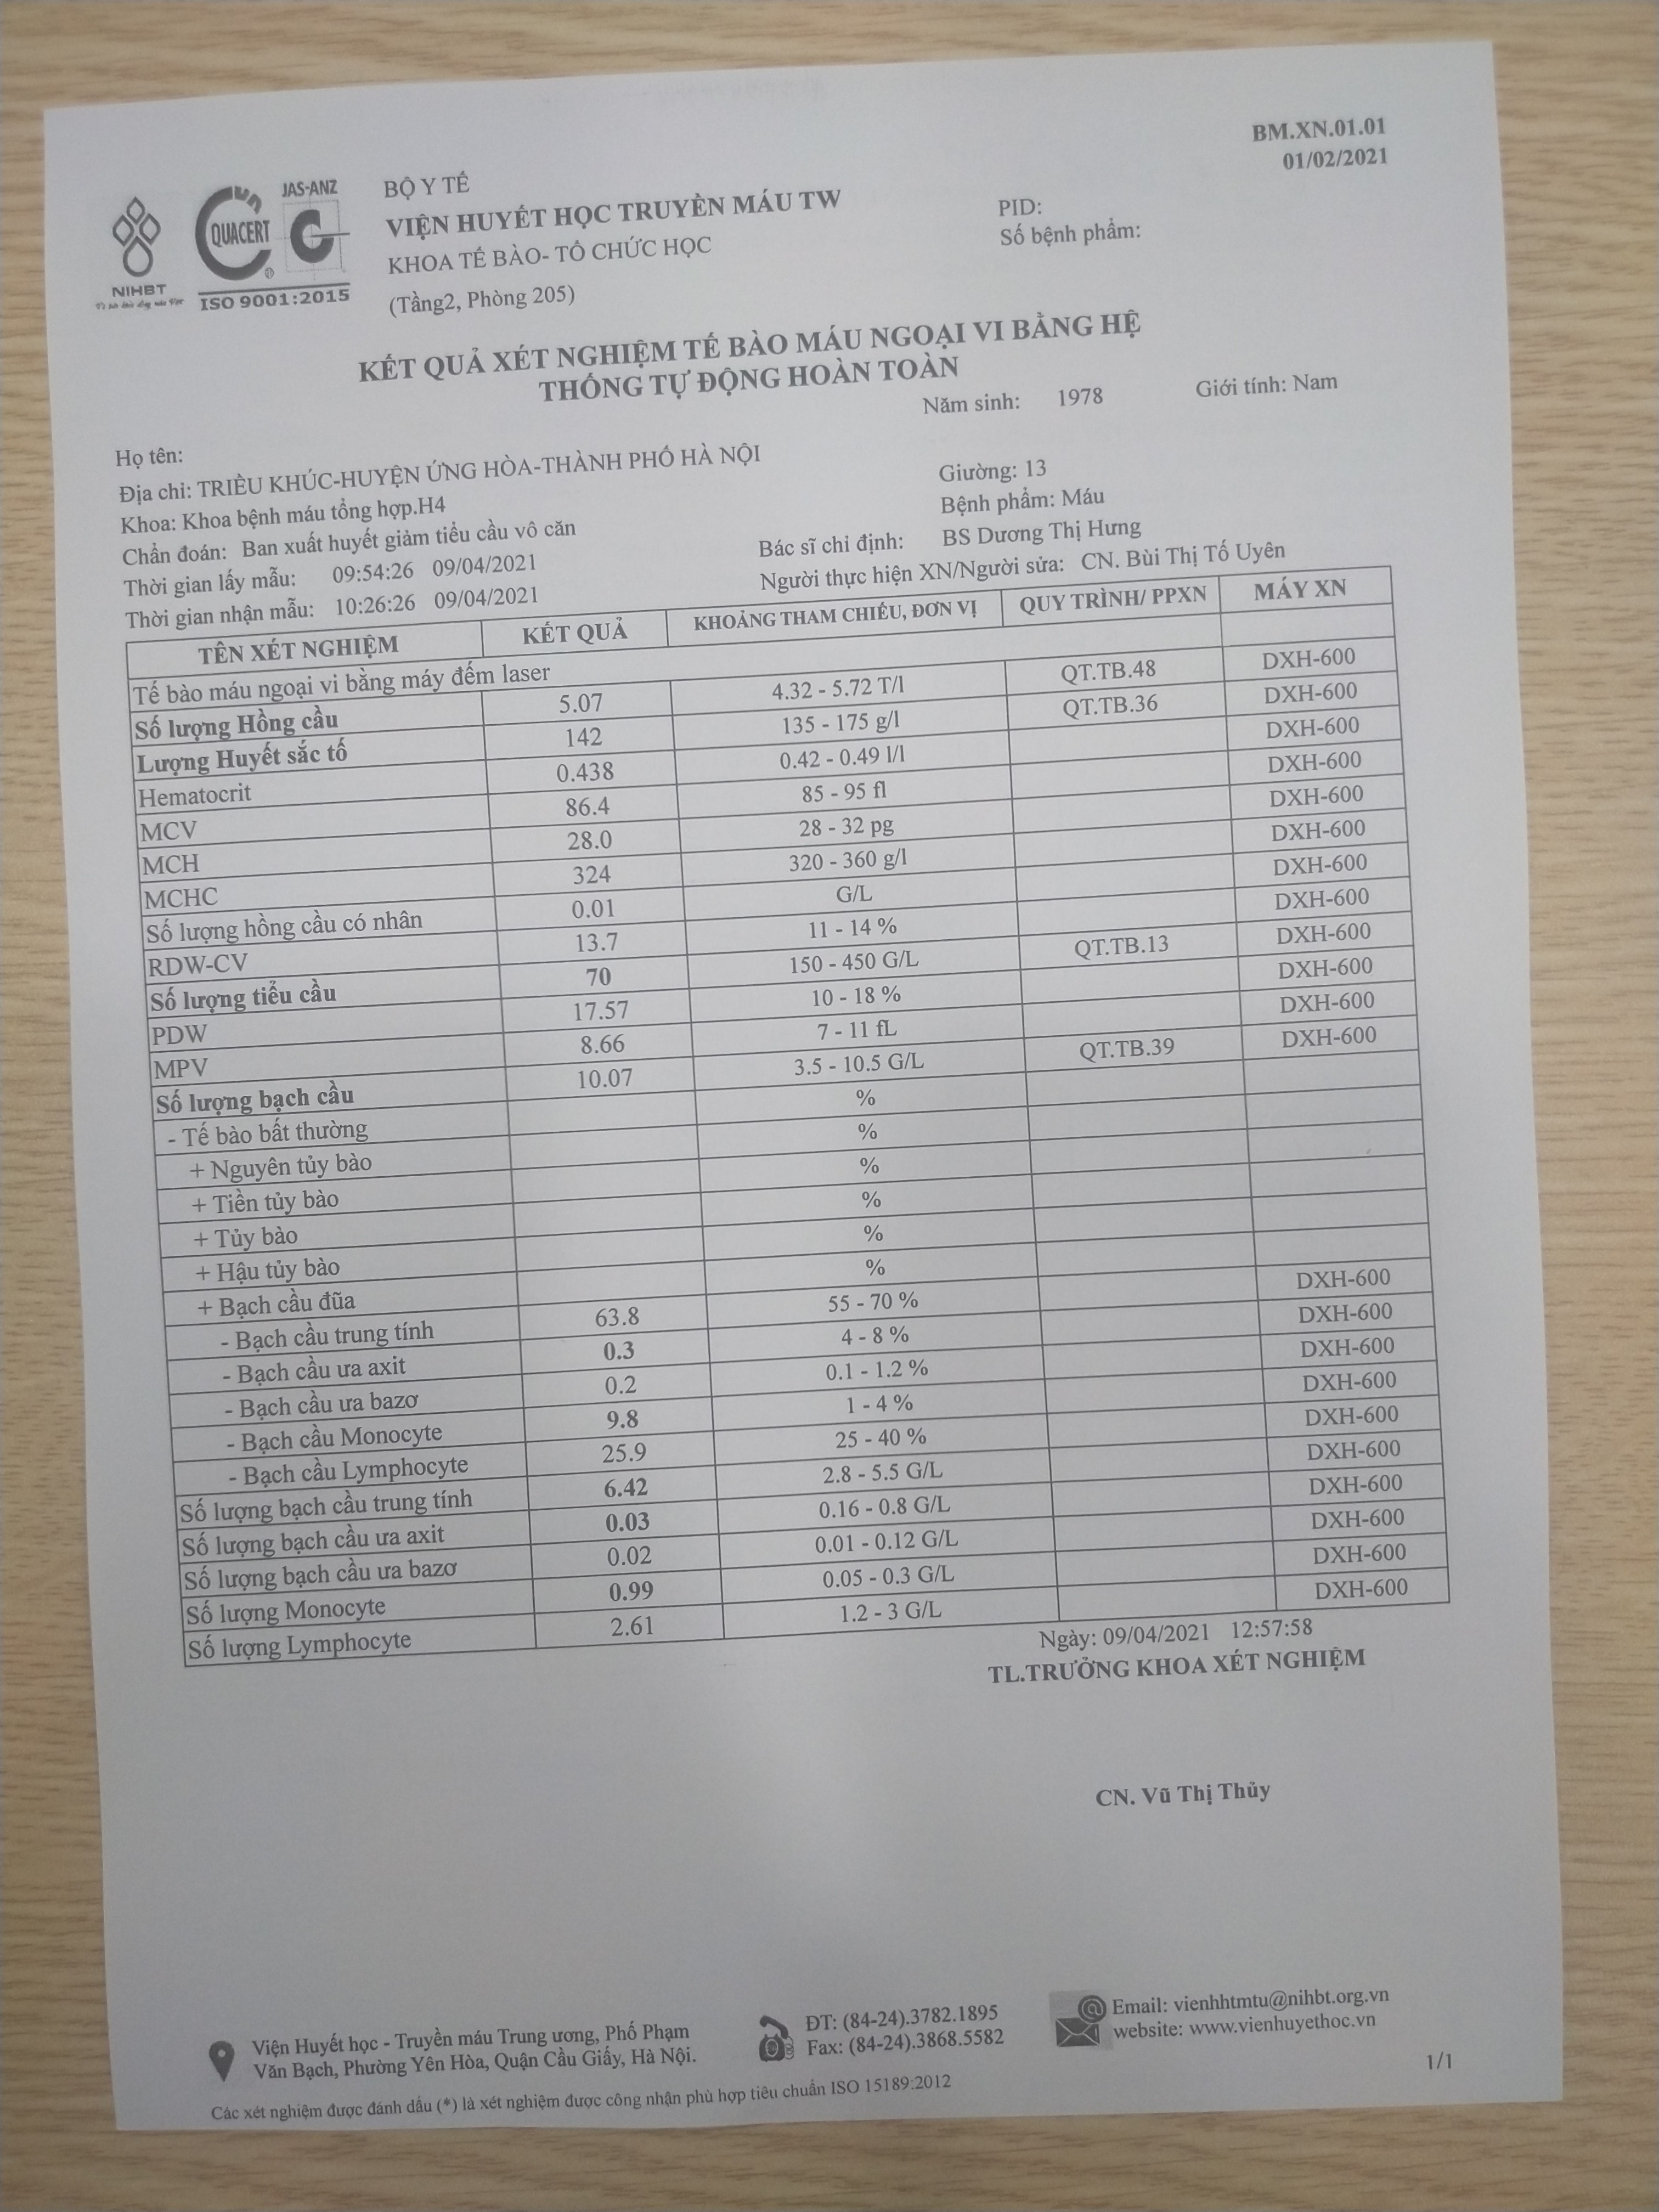 BM.XN.01.01
01/02/2021
NIHBT
QUACERT
JAS-ANZ
ISO 9001:2015
BỘ Y TẾ
VIỆN HUYẾT HỌC TRUYỀN MÁU TW
KHOA TẾ BÀO- TỔ CHỨC HỌC
(Tầng2, Phòng 205)
PID:
Số bệnh phẩm:
KẾT QUẢ XÉT NGHIỆM TẾ BÀO MÁU NGOẠI VI BẰNG HỆ
THỐNG TỰ ĐỘNG HOÀN TOÀN
Họ tên: Năm sinh: 1978 Giới tính: Nam
Địa chỉ: TRIỀU KHÚC-HUYỆN ỨNG HÒA-THÀNH PHỐ HÀ NỘI
Khoa: Khoa bệnh máu tổng hợp.H4 Giường: 13
Chẩn đoán: Ban xuất huyết giảm tiểu cầu vô căn Bệnh phẩm: Máu
Thời gian lấy mẫu: 09:54:26 09/04/2021 Bác sĩ chỉ định: BS Dương Thị Hưng
Thời gian nhận mẫu: 10:26:26 09/04/2021 Người thực hiện XN/Người sửa: CN. Bùi Thị Tố Uyên
TÊN XÉT NGHIỆM KẾT QUẢ KHOẢNG THAM CHIẾU, ĐƠN VỊ QUY TRÌNH/ PPXN MÁY XN
Tế bào máu ngoại vi bằng máy đếm laser
Số lượng Hồng cầu 5.07 4.32 - 5.72 T/l QT.TB.48 DXH-600
Lượng Huyết sắc tố 142 135 - 175 g/l QT.TB.36 DXH-600
Hematocrit 0.438 0.42 - 0.49 l/l DXH-600
MCV 86.4 85 - 95 fl DXH-600
MCH 28.0 28 - 32 pg DXH-600
MCHC 324 320 - 360 g/l DXH-600
Số lượng hồng cầu có nhân 0.01 G/L DXH-600
RDW-CV 13.7 11 - 14 % DXH-600
Số lượng tiểu cầu 70 150 - 450 G/L QT.TB.13 DXH-600
PDW 17.57 10 - 18 % DXH-600
MPV 8.66 7 - 11 fL DXH-600
Số lượng bạch cầu 10.07 3.5 - 10.5 G/L QT.TB.39 DXH-600
- Tế bào bất thường %
+ Nguyên tủy bào %
+ Tiền tủy bào %
+ Tủy bào %
+ Hậu tủy bào %
+ Bạch cầu đũa %
- Bạch cầu trung tính 63.8 55 - 70 % DXH-600
- Bạch cầu ưa axit 0.3 4 - 8 % DXH-600
- Bạch cầu ưa bazơ 0.2 0.1 - 1.2 % DXH-600
- Bạch cầu Monocyte 9.8 1 - 4 % DXH-600
- Bạch cầu Lymphocyte 25.9 25 - 40 % DXH-600
Số lượng bạch cầu trung tính 6.42 2.8 - 5.5 G/L DXH-600
Số lượng bạch cầu ưa axit 0.03 0.16 - 0.8 G/L DXH-600
Số lượng bạch cầu ưa bazơ 0.02 0.01 - 0.12 G/L DXH-600
Số lượng Monocyte 0.99 0.05 - 0.3 G/L DXH-600
Số lượng Lymphocyte 2.61 1.2 - 3 G/L DXH-600
Ngày: 09/04/2021 12:57:58
TL.TRƯỞNG KHOA XÉT NGHIỆM
CN. Vũ Thị Thủy
Viện Huyết học - Truyền máu Trung ương, Phố Phạm
Văn Bạch, Phường Yên Hòa, Quận Cầu Giấy, Hà Nội.
ĐT: (84-24).3782.1895
Fax: (84-24).3868.5582
Email: vienhhtmtu@nihbt.org.vn
website: www.vienhuyethoc.vn
1/1
Các xét nghiệm được đánh dấu (*) là xét nghiệm được công nhận phù hợp tiêu chuẩn ISO 15189:2012